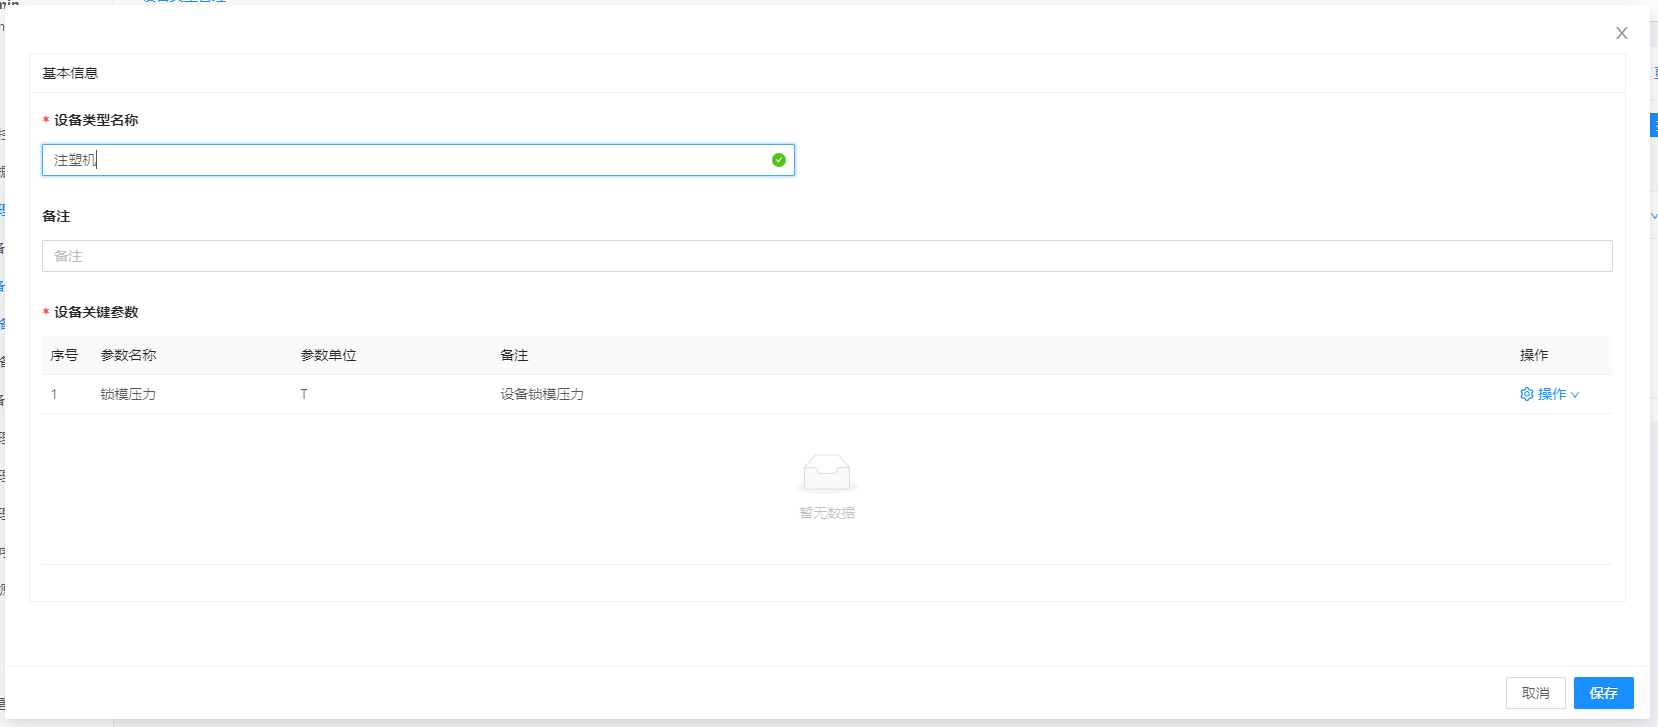 基本信息
* 设备类型名称
注塑机
备注
备注
* 设备关键参数
序号 参数名称 参数单位 备注 操作
1 锁模压力 T 设备锁模压力 操作
暂无数据
取消 保存